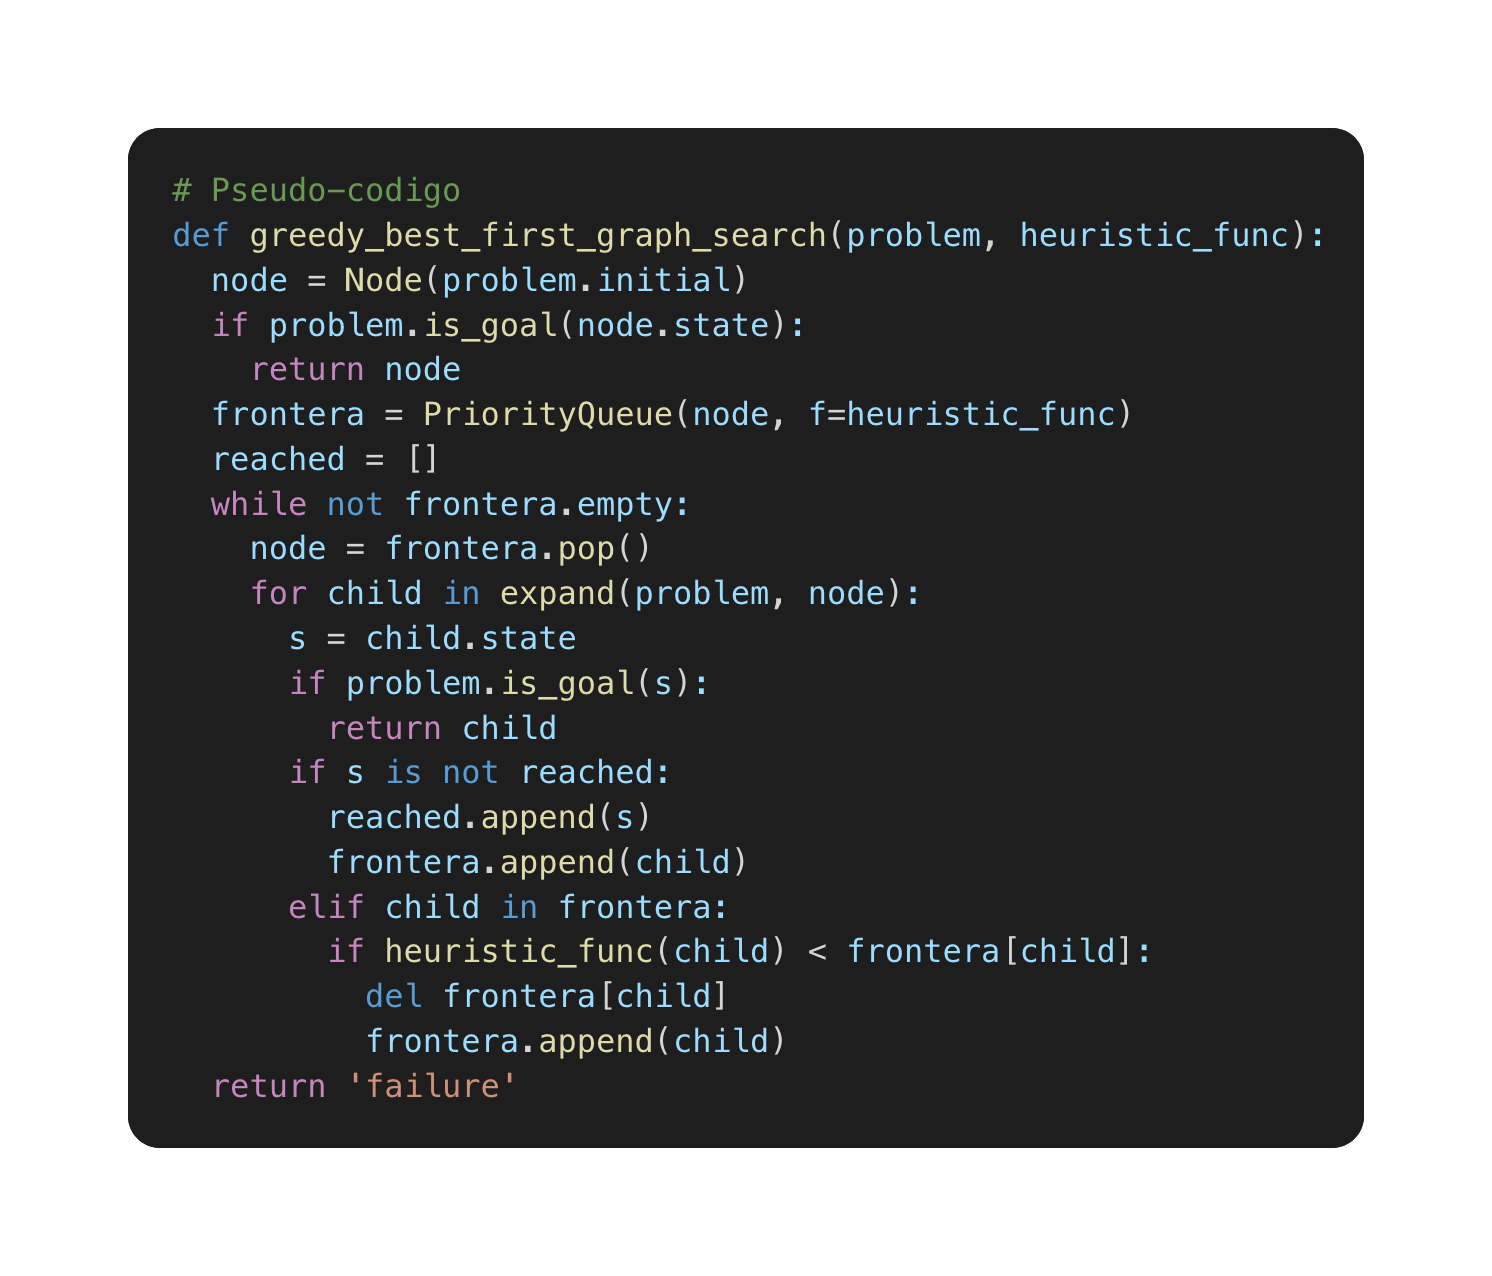 # Pseudo-codigo
def greedy_best_first_graph_search(problem, heuristic_func):
  node = Node(problem.initial)
  if problem.is_goal(node.state):
    return node
  frontera = PriorityQueue(node, f=heuristic_func)
  reached = []
  while not frontera.empty:
    node = frontera.pop()
    for child in expand(problem, node):
      s = child.state
      if problem.is_goal(s):
        return child
      if s is not reached:
        reached.append(s)
        frontera.append(child)
      elif child in frontera:
        if heuristic_func(child) < frontera[child]:
          del frontera[child]
          frontera.append(child)
  return 'failure'